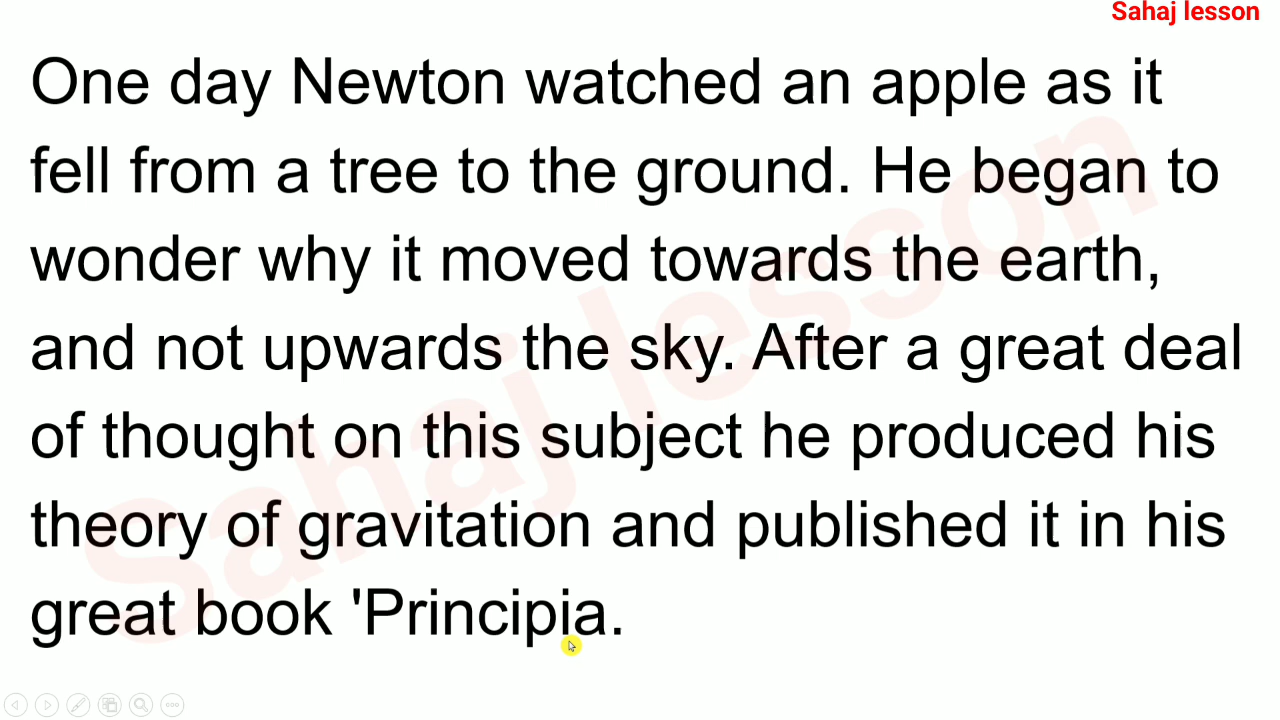 Sahaj lesson
One day Newton watched an apple as it
fell from a tree to the ground. He began to
wonder why it moved towards the earth,
and not upwards the sky. After a great deal
of thought on this subject he produced his
theory of gravitation and published it in his
great book 'Principia.
Sahaj lesson